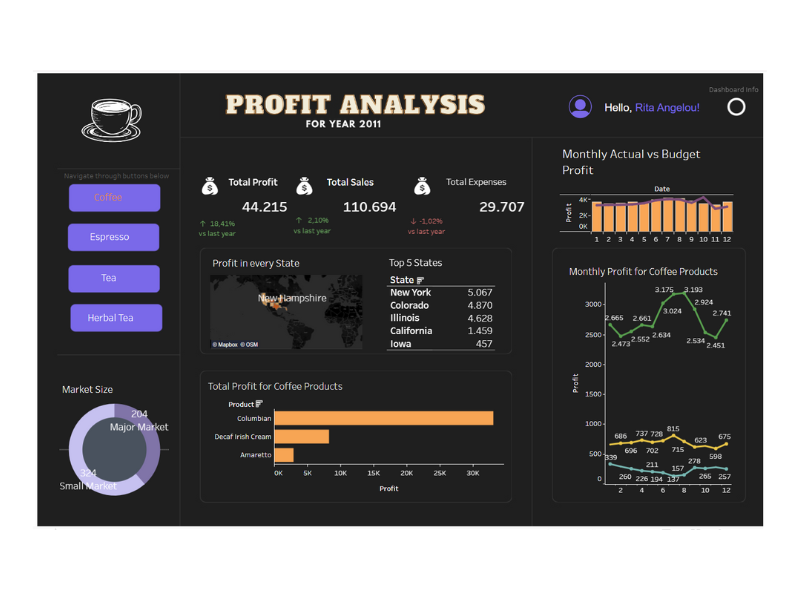 PROFIT ANALYSIS
FOR YEAR 2011
Dashboard Info
Hello, Rita Angelou!
Navigate through buttons below
Coffee
Espresso
Tea
Herbal Tea
Market Size
204
Major Market
324
Small Market
Total Profit
44.215
↑ 18,41%
vs last year
Total Sales
110.694
↑ 2,10%
vs last year
Total Expenses
29.707
↓ -1,02%
vs last year
Profit in every State
New Hampshire
© Mapbox © OSM
Top 5 States
State
New York 5.067
Colorado 4.870
Illinois 4.628
California 1.459
Iowa 457
Total Profit for Coffee Products
Product
Columbian
Decaf Irish Cream
Amaretto
0K 5K 10K 15K 20K 25K 30K
Profit
Monthly Actual vs Budget
Profit
Date
Profit
4K
2K
0K
1 2 3 4 5 6 7 8 9 10 11 12
Monthly Profit for Coffee Products
Profit
3000
2500
2000
1500
1000
500
0
2.665 2.473 2.552 2.661 2.634 3.024 3.175 3.193 2.924 2.534 2.451 2.741
686 696 737 702 728 815 715 623 598 675
339 260 226 211 194 137 157 278 265 257
2 4 6 8 10 12